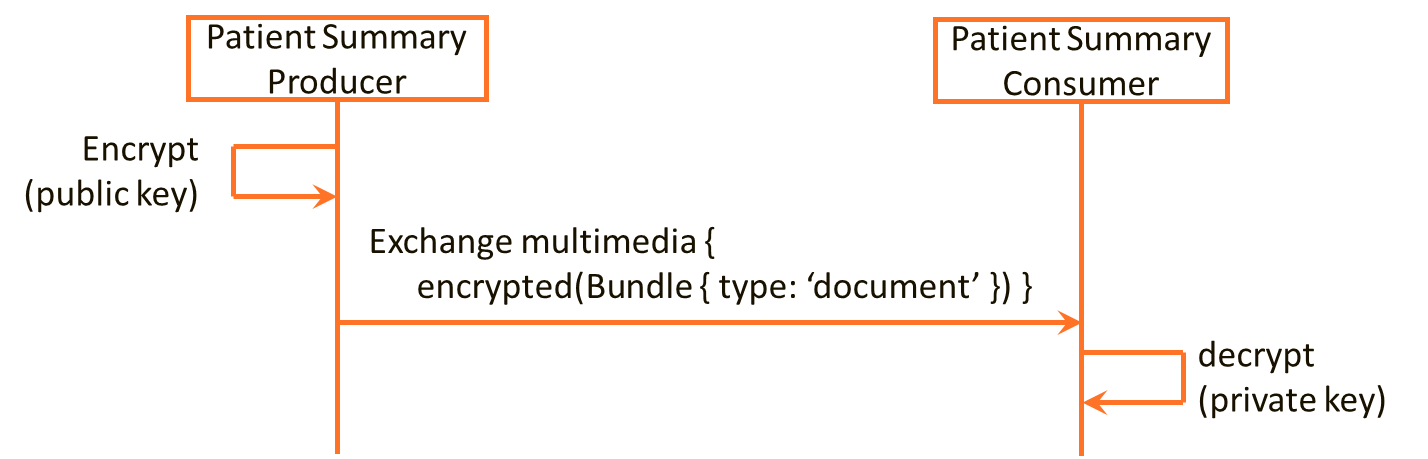 Patient Summary
Producer
Patient Summary
Consumer
Encrypt
(public key)
Exchange multimedia {
encrypted(Bundle { type: ‘document’ }) }
decrypt
(private key)